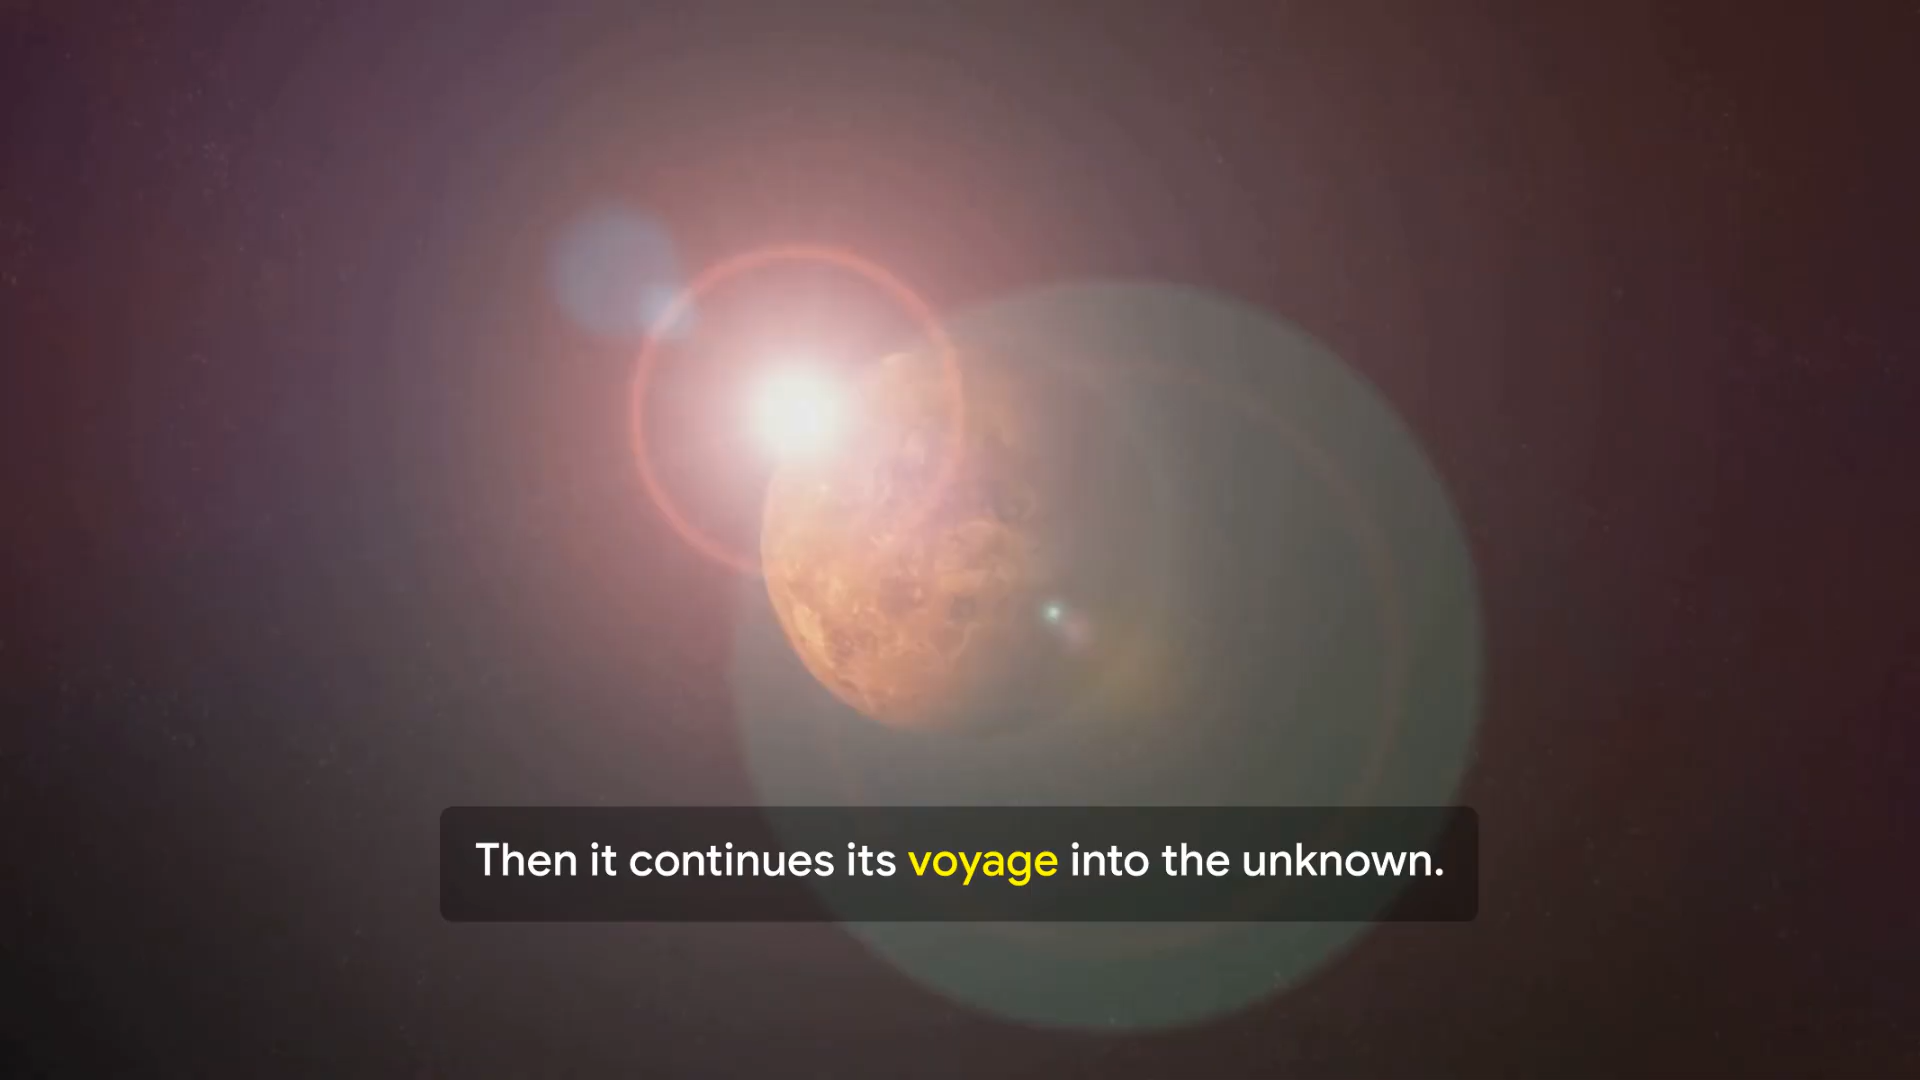 Then it continues its voyage into the unknown.